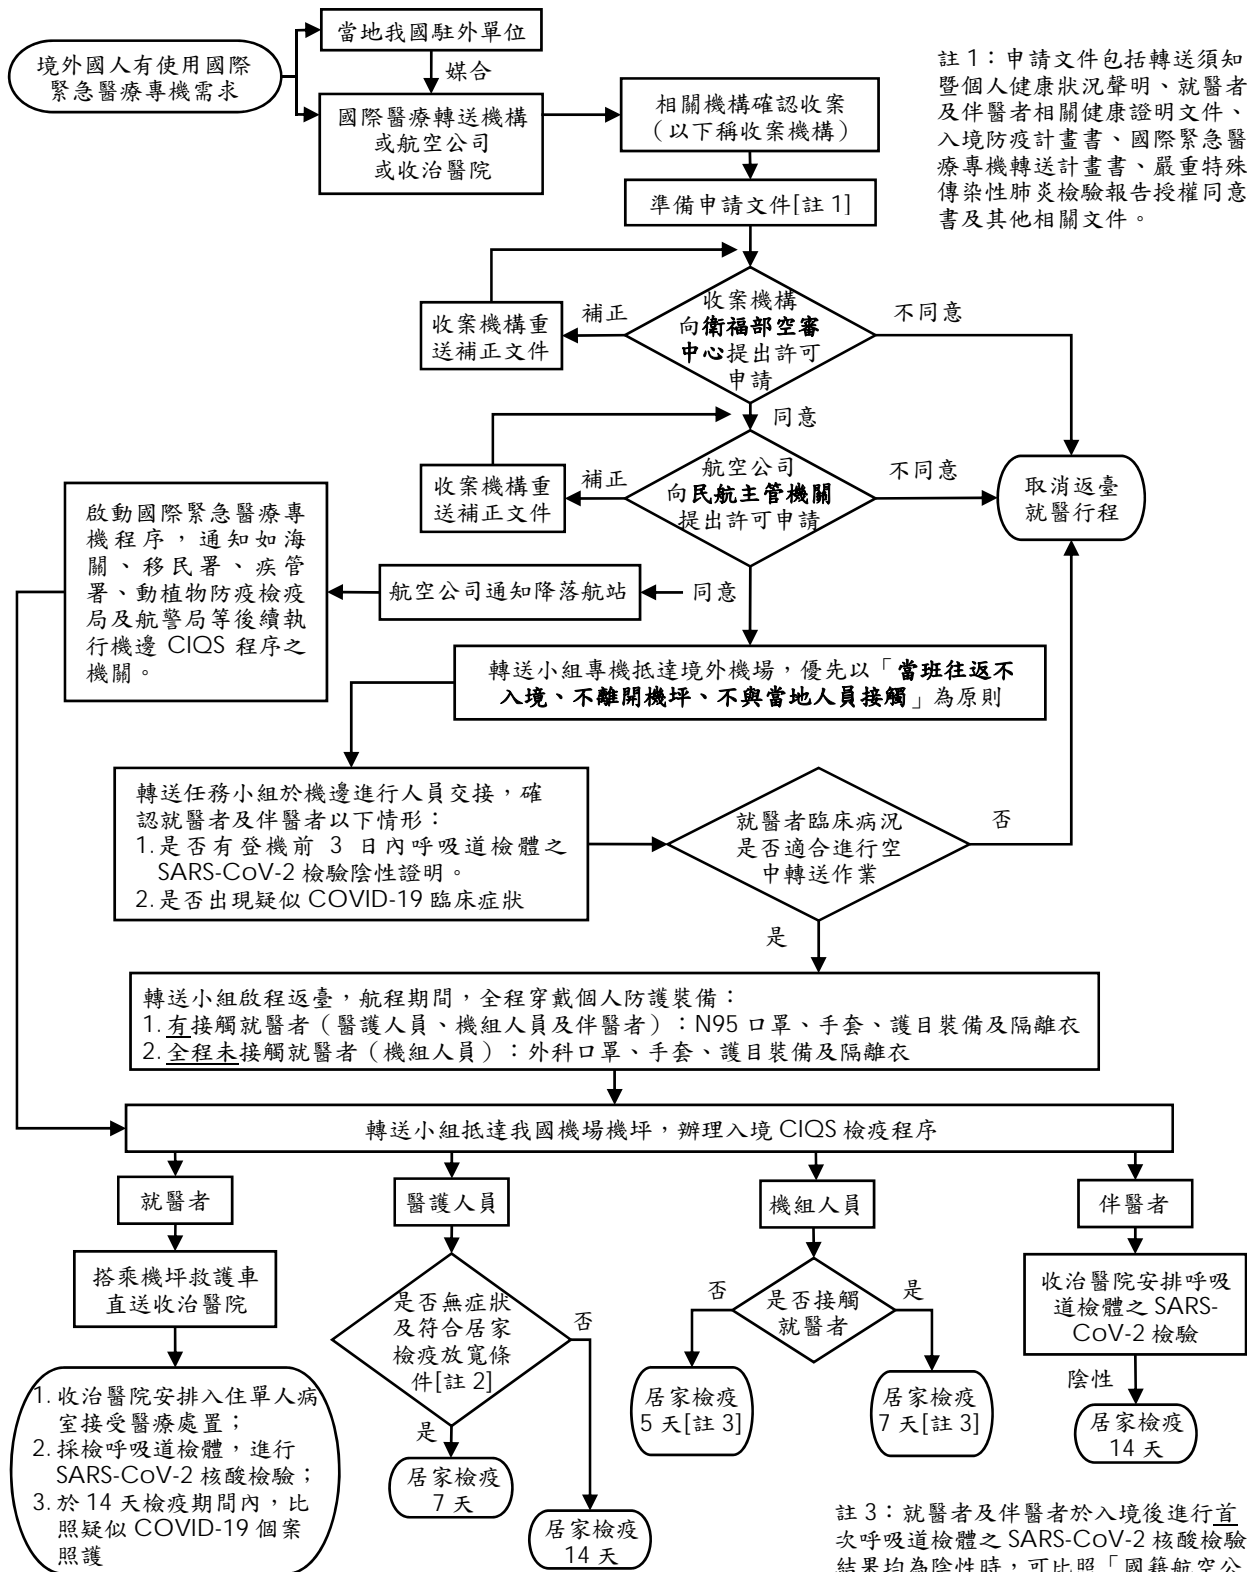 境外國人有使用國際
緊急醫療專機需求
當地我國駐外單位
媒合
國際醫療轉送機構
或航空公司
或收治醫院
相關機構確認收案
（以下稱收案機構）
準備申請文件[註 1]
註 1：申請文件包括轉送須知
暨個人健康狀況聲明、就醫者
及伴醫者相關健康證明文件、
入境防疫計畫書、國際緊急醫
療專機轉送計畫書、嚴重特殊
傳染性肺炎檢驗報告授權同意
書及其他相關文件。
收案機構
向衛福部空審
中心提出許可
申請
補正
不同意
收案機構重
送補正文件
同意
航空公司
向民航主管機關
提出許可申請
補正
不同意
收案機構重
送補正文件
取消返臺
就醫行程
啟動國際緊急醫療專
機程序，通知如海
關、移民署、疾管
署、動植物防疫檢疫
局及航警局等後續執
行機邊 CIQS 程序之
機關。
航空公司通知降落航站
同意
轉送小組專機抵達境外機場，優先以「當班往返不
入境、不離開機坪、不與當地人員接觸」為原則
轉送任務小組於機邊進行人員交接，確
認就醫者及伴醫者以下情形：
1. 是否有登機前 3 日內呼吸道檢體之
SARS-CoV-2 檢驗陰性證明。
2. 是否出現疑似 COVID-19 臨床症狀
就醫者臨床病況
是否適合進行空
中轉送作業
否
是
轉送小組啟程返臺，航程期間，全程穿戴個人防護裝備：
1. 有接觸就醫者（醫護人員、機組人員及伴醫者）：N95 口罩、手套、護目裝備及隔離衣
2. 全程未接觸就醫者（機組人員）：外科口罩、手套、護目裝備及隔離衣
轉送小組抵達我國機場機坪，辦理入境 CIQS 檢疫程序
就醫者
醫護人員
機組人員
伴醫者
搭乘機坪救護車
直送收治醫院
是否無症狀
及符合居家
檢疫放寬條
件[註 2]
否
是
是否接觸
就醫者
否
是
收治醫院安排呼吸
道檢體之 SARS-
CoV-2 檢驗
陰性
1. 收治醫院安排入住單人病
室接受醫療處置；
2. 採檢呼吸道檢體，進行
SARS-CoV-2 核酸檢驗；
3. 於 14 天檢疫期間內，比
照疑似 COVID-19 個案
照護
居家檢疫
7 天
居家檢疫
14 天
居家檢疫
5 天[註 3]
居家檢疫
7 天[註 3]
居家檢疫
14 天
註 3：就醫者及伴醫者於入境後進行首
次呼吸道檢體之 SARS-CoV-2 核酸檢驗
結果均為陰性時，可比照「國籍航空公